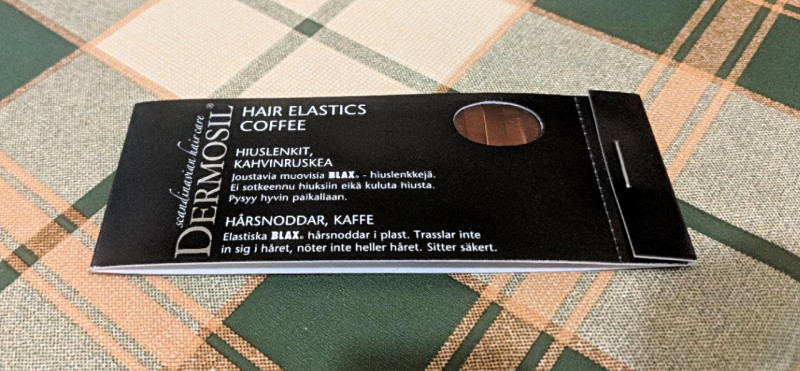 scandinavian hair care
DERMOSIL®
HAIR ELASTICS
COFFEE
HIUSLENKIT,
KAHVINRUSKEA
Joustavia muovisia BLAX® - hiuslenkkejä.
Ei sotkeennu hiuksiin eikä kuluta hiusta.
Pysyy hyvin paikallaan.
HÅRSNODDAR, KAFFE
Elastiska BLAX® hårsnoddar i plast. Trasslar inte
in sig i håret, nöter inte heller håret. Sitter säkert.